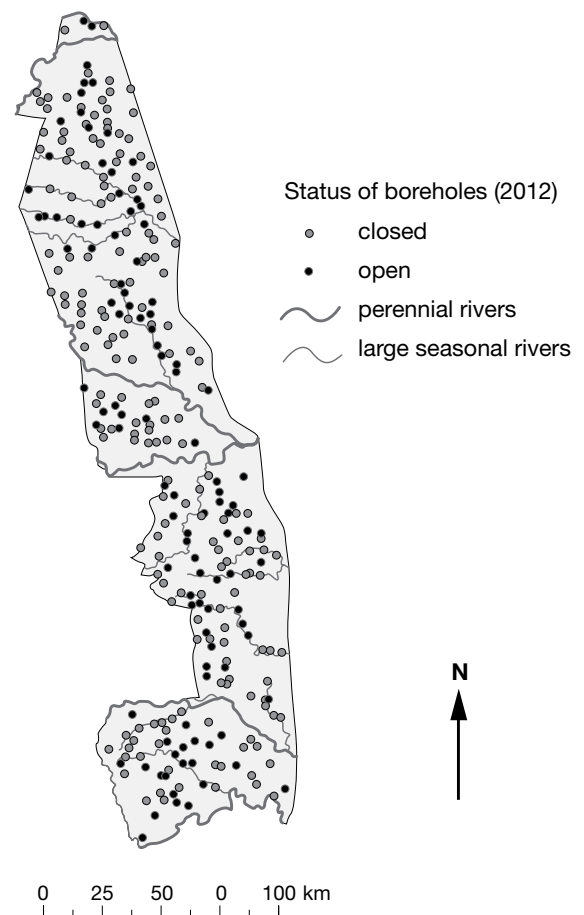 Status of boreholes (2012)
closed
open
perennial rivers
large seasonal rivers
N
0 25 50 0 100 km